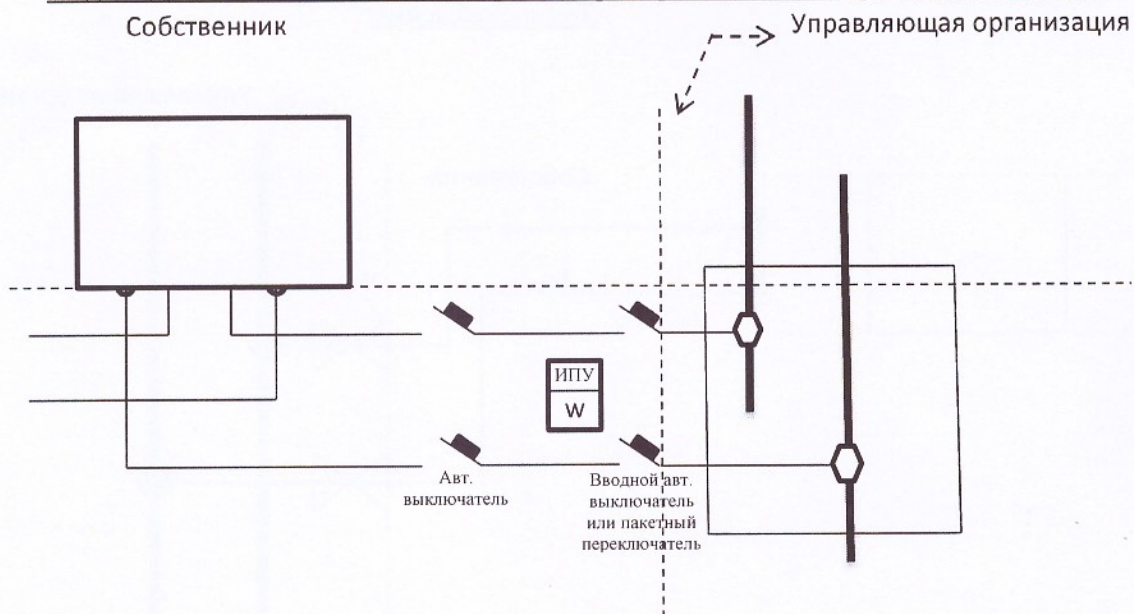 Собственник
Управляющая организация
ИПУ
W
Авт.
выключатель
Вводной авт.
выключатель
или пакетный
переключатель